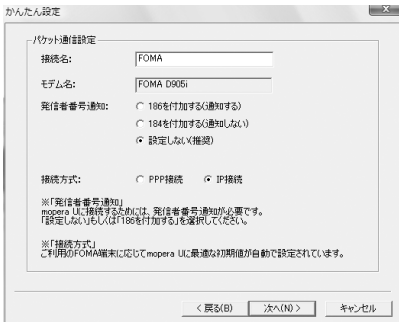 かんたん設定
パケット通信設定
接続名: FOMA
モデム名: FOMA D905i
発信者番号通知: 186を付加する(通知する)
184を付加する(通知しない)
設定しない(推奨)
接続方式: PPP接続 IP接続
※「発信者番号通知」
mopera Uに接続するためには、発信者番号通知が必要です。
「設定しない」もしくは「186を付加する」を選択してください。
※「接続方式」
ご利用のFOMA端末に応じてmopera Uに最適な初期値が自動で設定されています。
< 戻る(B) 次へ(N) > キャンセル